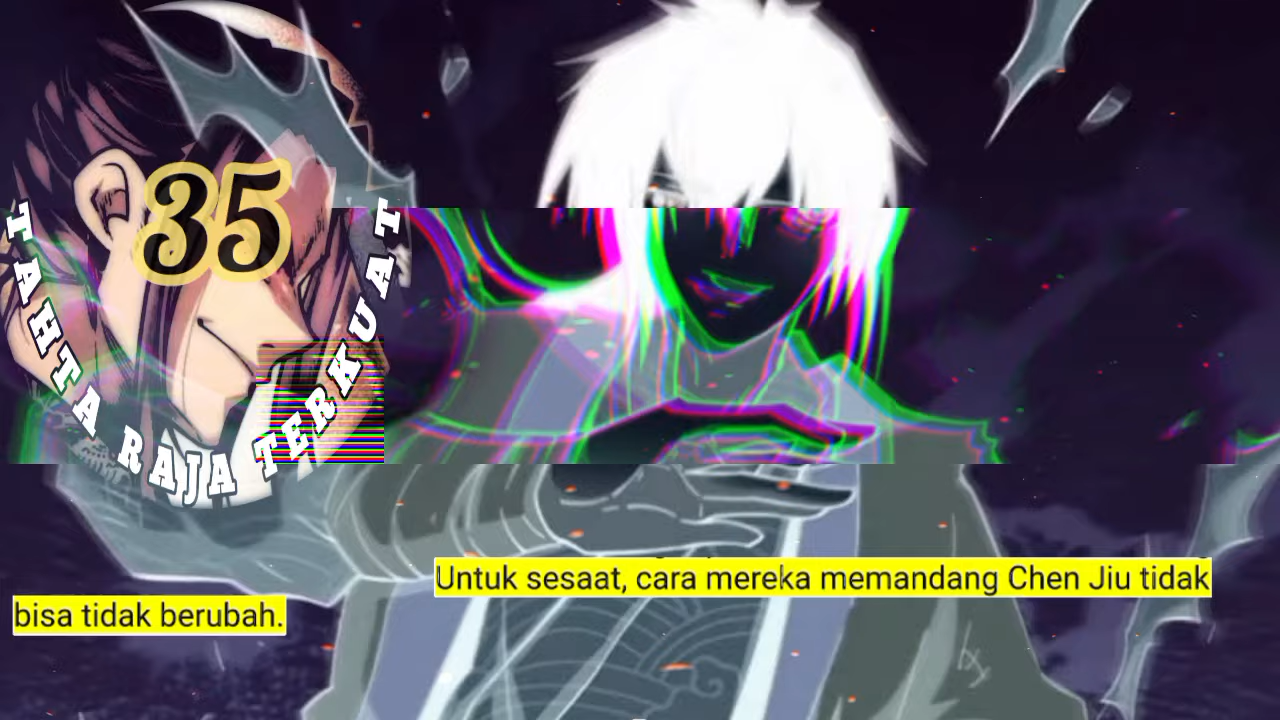 35
TAHTA RAJA TERKUAT
Untuk sesaat, cara mereka memandang Chen Jiu tidak
bisa tidak berubah.